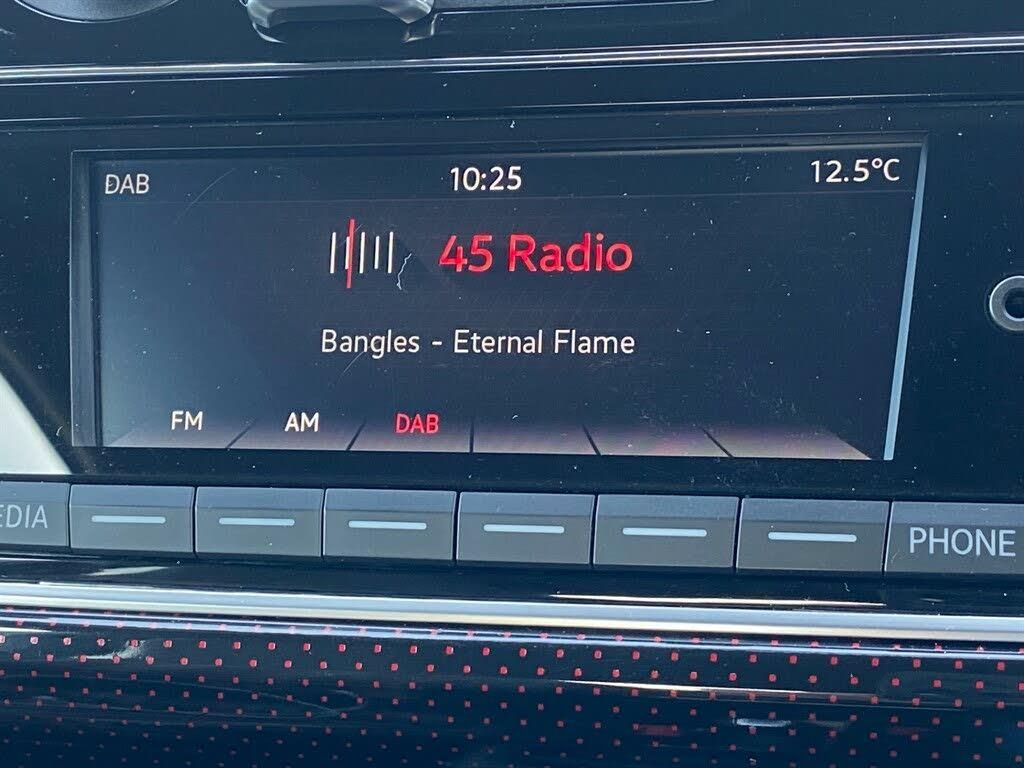 DAB 10:25 12.5°C
45 Radio
Bangles - Eternal Flame
FM AM DAB
EDIA PHONE